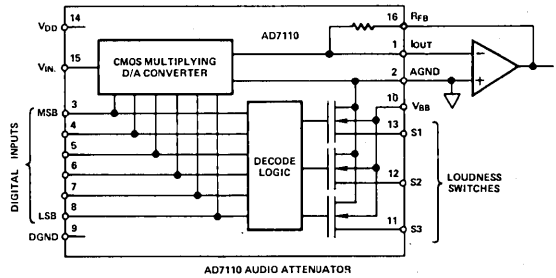 VDD 14
AD7110
16 RFB
1 IOUT
VIN. 15
CMOS MULTIPLYING
D/A CONVERTER
2 AGND
10 VBB
MSB 3
13 S1
4
5
DECODE
LOGIC
12 S2
6
7
LSB 8
11 S3
DGND 9
DIGITAL INPUTS
LOUDNESS
SWITCHES
− +
AD7110 AUDIO ATTENUATOR